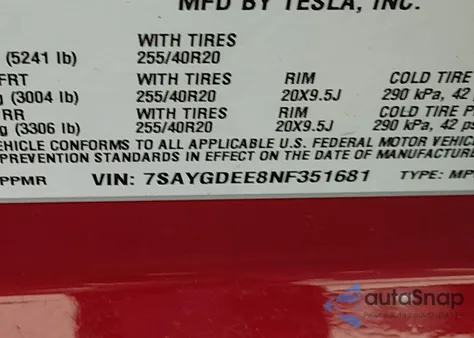 MFD BY TESLA, INC.
WITH TIRES
(5241 lb) 255/40R20
FRT WITH TIRES RIM COLD TIRE
g (3004 lb) 255/40R20 20X9.5J 290 kPa, 42
RR WITH TIRES RIM COLD TIRE P
g (3306 lb) 255/40R20 20X9.5J 290 kPa, 42 p
VEHICLE CONFORMS TO ALL APPLICABLE U.S. FEDERAL MOTOR VEHIC
PREVENTION STANDARDS IN EFFECT ON THE DATE OF MANUFACTURE
PPMR VIN: 7SAYGDEE8NF351681 TYPE: MP
autoSnap